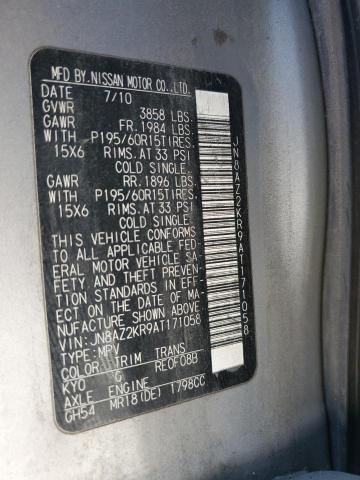 MFD BY. NISSAN MOTOR CO., LTD.
DATE 7/10
GVWR 3858 LBS.
GAWR FR. 1984 LBS.
WITH P195/60R15TIRES.
15X6 RIMS. AT 33 PSI
COLD SINGLE.
GAWR RR. 1896 LBS.
WITH P195/60R15TIRES.
15X6 RIMS. AT 33 PSI
COLD SINGLE.
THIS VEHICLE CONFORMS
TO ALL APPLICABLE FED-
ERAL MOTOR VEHICLE SA-
FETY AND THEFT PREVEN-
TION STANDARDS IN EFF-
ECT ON THE DATE OF MA-
NUFACTURE SHOWN ABOVE.
VIN: JN8AZ2KR9AT171058
TYPE: MPV
COLOR TRIM TRANS
KYO G RE0F08B
AXLE ENGINE
GH54 MR18(DE) 1798CC
JN8AZ2KR9AT171058